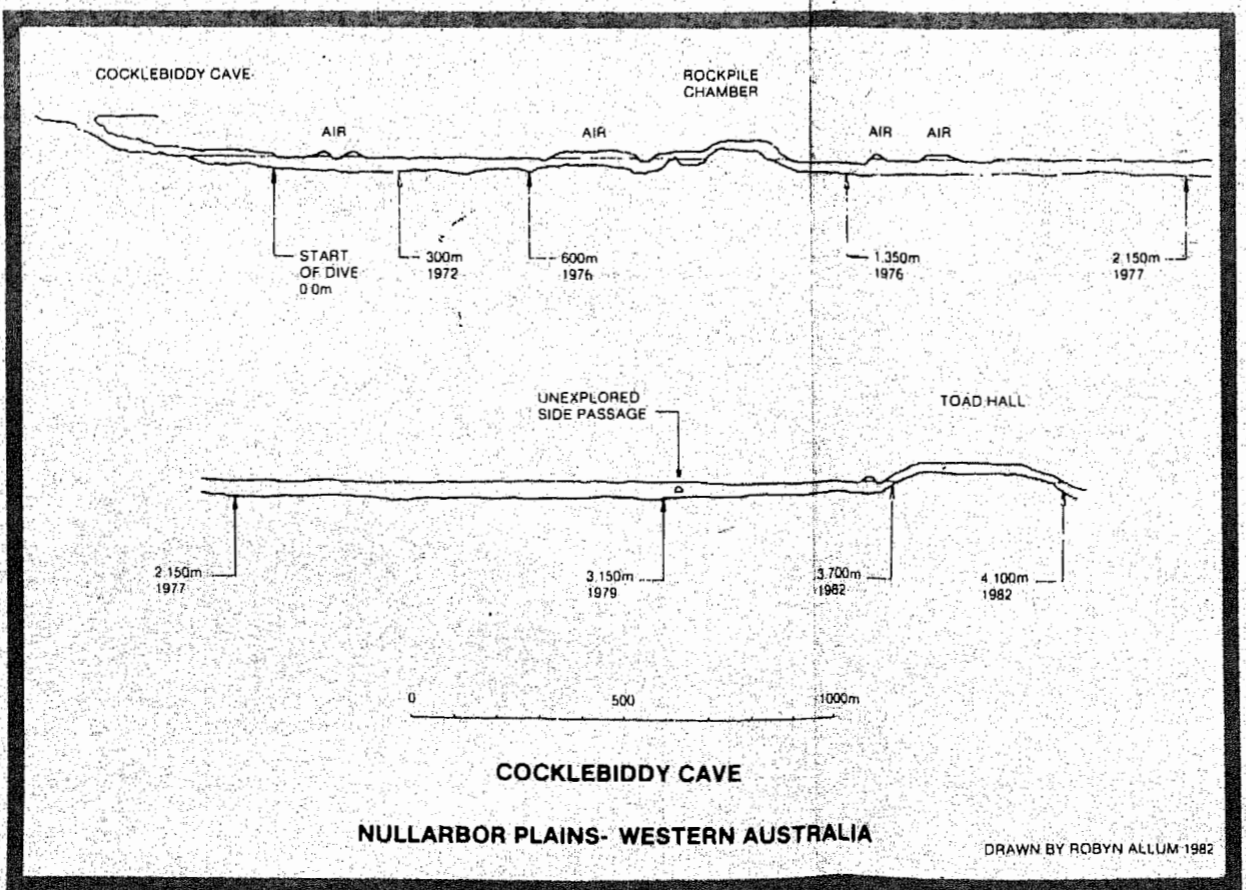 COCKLEBIDDY CAVE
ROCKPILE
CHAMBER
AIR
AIR
AIR
AIR
START
OF DIVE
0.0m
300m
1972
600m
1976
1.350m
1976
2.150m
1977
UNEXPLORED
SIDE PASSAGE
TOAD HALL
2.150m
1977
3.150m
1979
3.700m
1982
4.100m
1982
0
500
1000m
COCKLEBIDDY CAVE
NULLARBOR PLAINS- WESTERN AUSTRALIA
DRAWN BY ROBYN ALLUM 1982